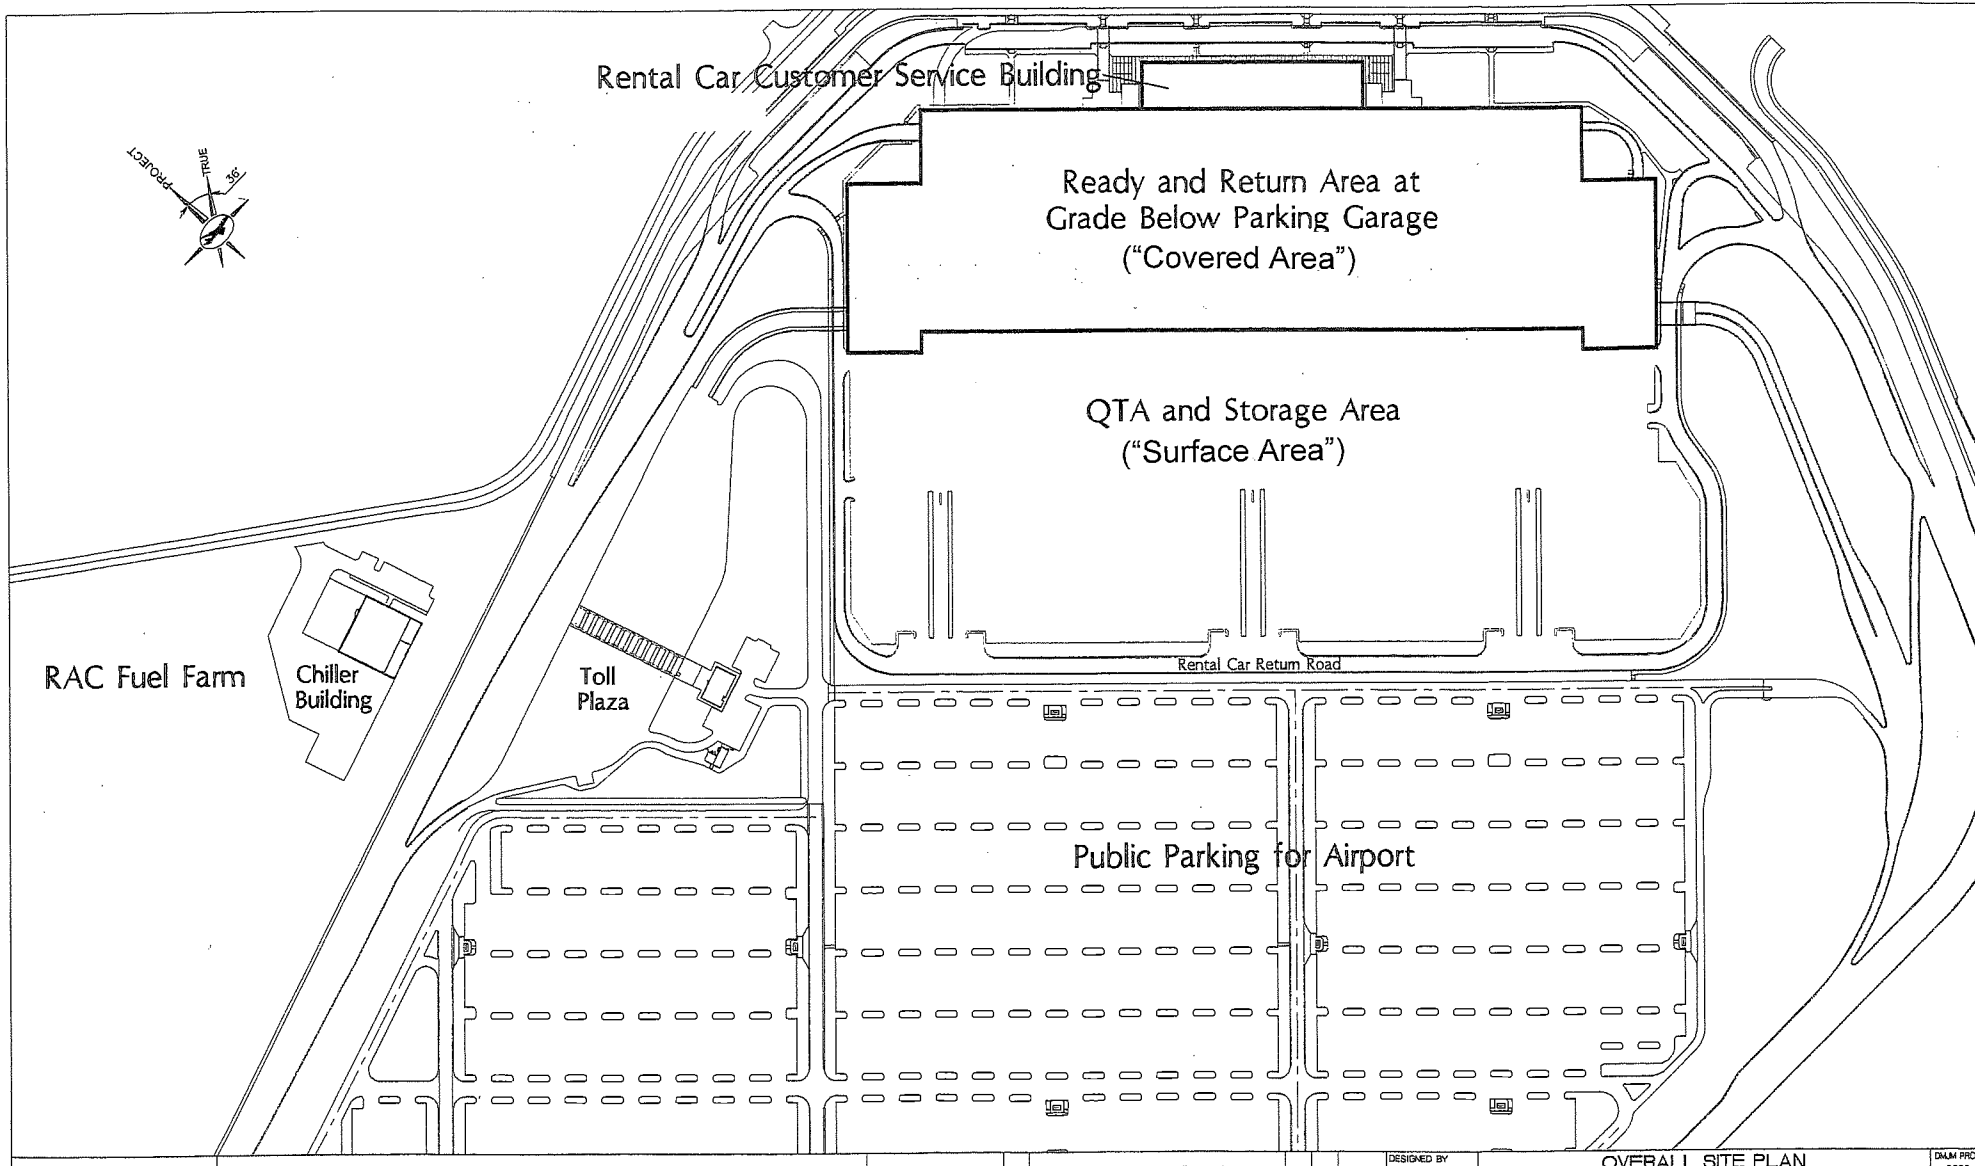 Rental Car Customer Service Building
PROJECT
TRUE
36°
Ready and Return Area at
Grade Below Parking Garage
(“Covered Area”)
QTA and Storage Area
(“Surface Area”)
RAC Fuel Farm
Chiller
Building
Toll
Plaza
Rental Car Return Road
Public Parking for Airport
DESIGNED BY
OVERALL SITE PLAN
DMJM